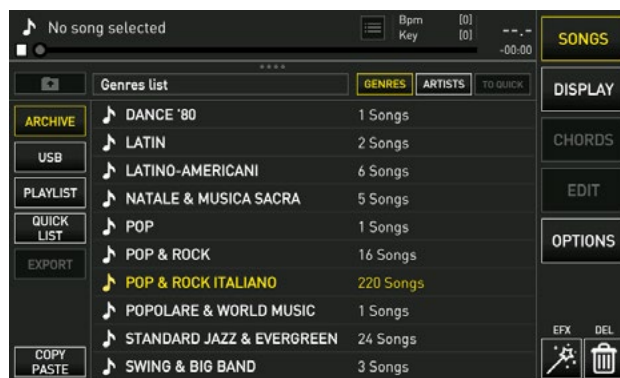 No song selected
Bpm [0]
Key [0]
--.-
-00:00
SONGS
Genres list
GENRES ARTISTS TO QUICK
DISPLAY
ARCHIVE
DANCE '80 1 Songs
LATIN 2 Songs
CHORDS
USB
LATINO-AMERICANI 6 Songs
PLAYLIST
NATALE & MUSICA SACRA 5 Songs
EDIT
QUICK
LIST
POP 1 Songs
OPTIONS
POP & ROCK 16 Songs
EXPORT
POP & ROCK ITALIANO 220 Songs
POPOLARE & WORLD MUSIC 1 Songs
STANDARD JAZZ & EVERGREEN 24 Songs
EFX DEL
COPY
PASTE
SWING & BIG BAND 3 Songs